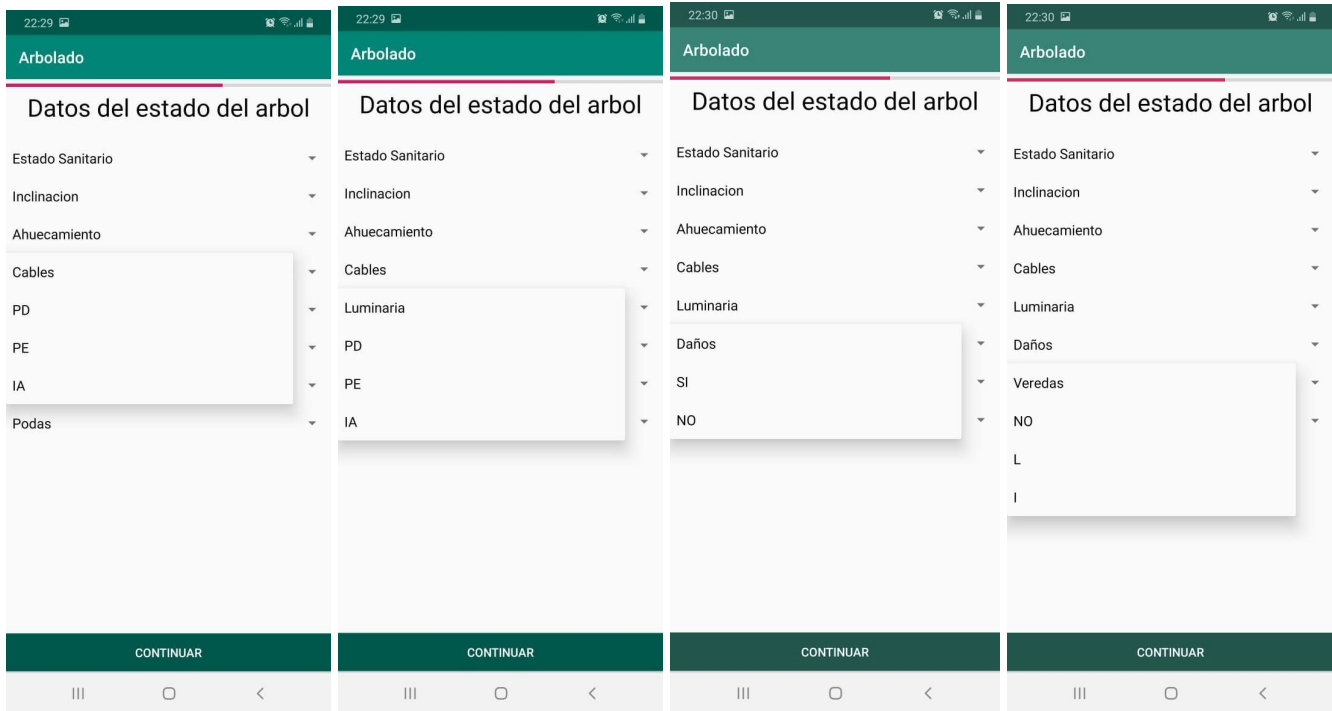 22:29
Arbolado
Datos del estado del arbol
Estado Sanitario
Inclinacion
Ahuecamiento
Cables
PD
PE
IA
Podas
CONTINUAR
22:29
Arbolado
Datos del estado del arbol
Estado Sanitario
Inclinacion
Ahuecamiento
Cables
Luminaria
PD
PE
IA
CONTINUAR
22:30
Arbolado
Datos del estado del arbol
Estado Sanitario
Inclinacion
Ahuecamiento
Cables
Luminaria
Daños
SI
NO
CONTINUAR
22:30
Arbolado
Datos del estado del arbol
Estado Sanitario
Inclinacion
Ahuecamiento
Cables
Luminaria
Daños
Veredas
NO
L
I
CONTINUAR